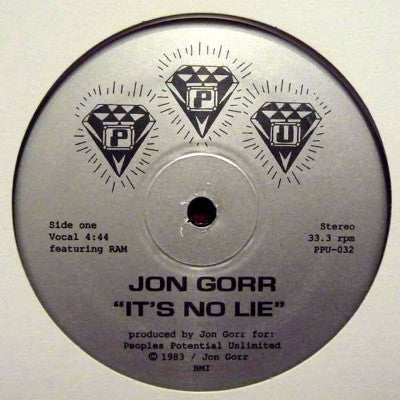 P P U
Side one
Vocal 4:44
featuring RAM
Stereo
33.3 rpm
PPU-032
JON GORR
"IT'S NO LIE"
produced by Jon Gorr for:
Peoples Potential Unlimited
© 1983 / Jon Gorr
BMI